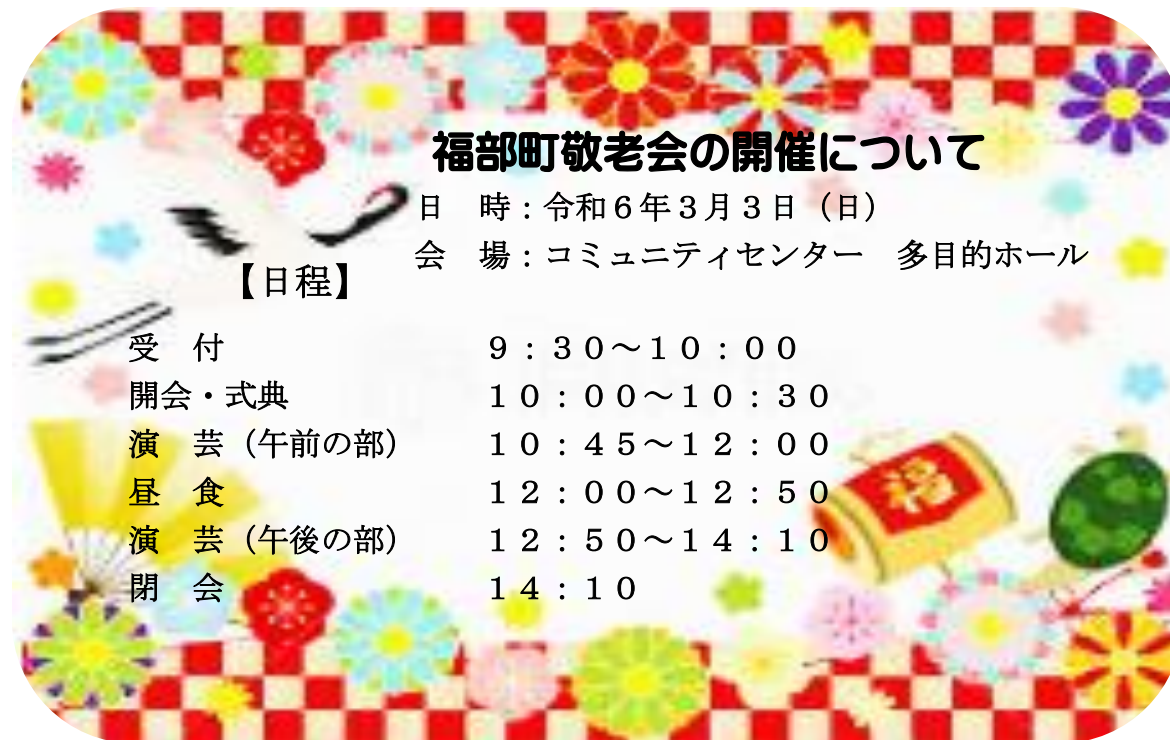 福部町敬老会の開催について
日　時：令和６年３月３日（日）
会　場：コミュニティセンター　多目的ホール
【日程】
受　付　９：３０～１０：００
開会・式典　１０：００～１０：３０
演　芸（午前の部）　１０：４５～１２：００
昼　食　１２：００～１２：５０
演　芸（午後の部）　１２：５０～１４：１０
閉　会　１４：１０
福